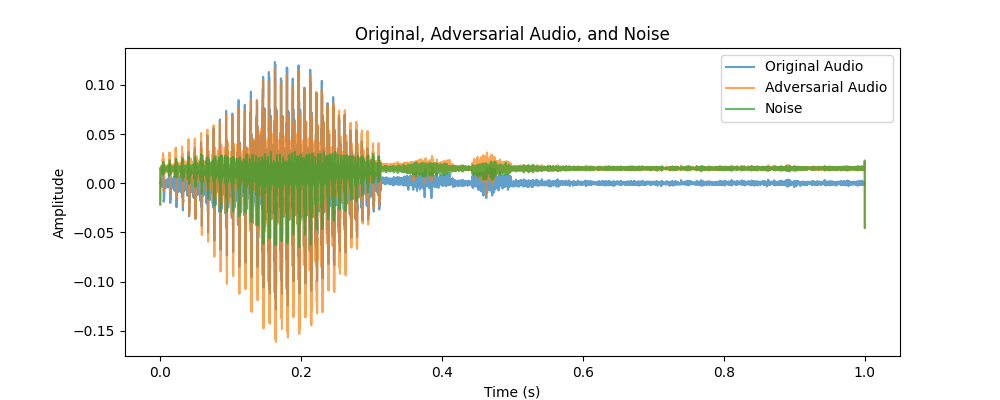 Original, Adversarial Audio, and Noise
Original Audio
Adversarial Audio
Noise
0.10
0.05
0.00
−0.05
−0.10
−0.15
Amplitude
0.0 0.2 0.4 0.6 0.8 1.0
Time (s)